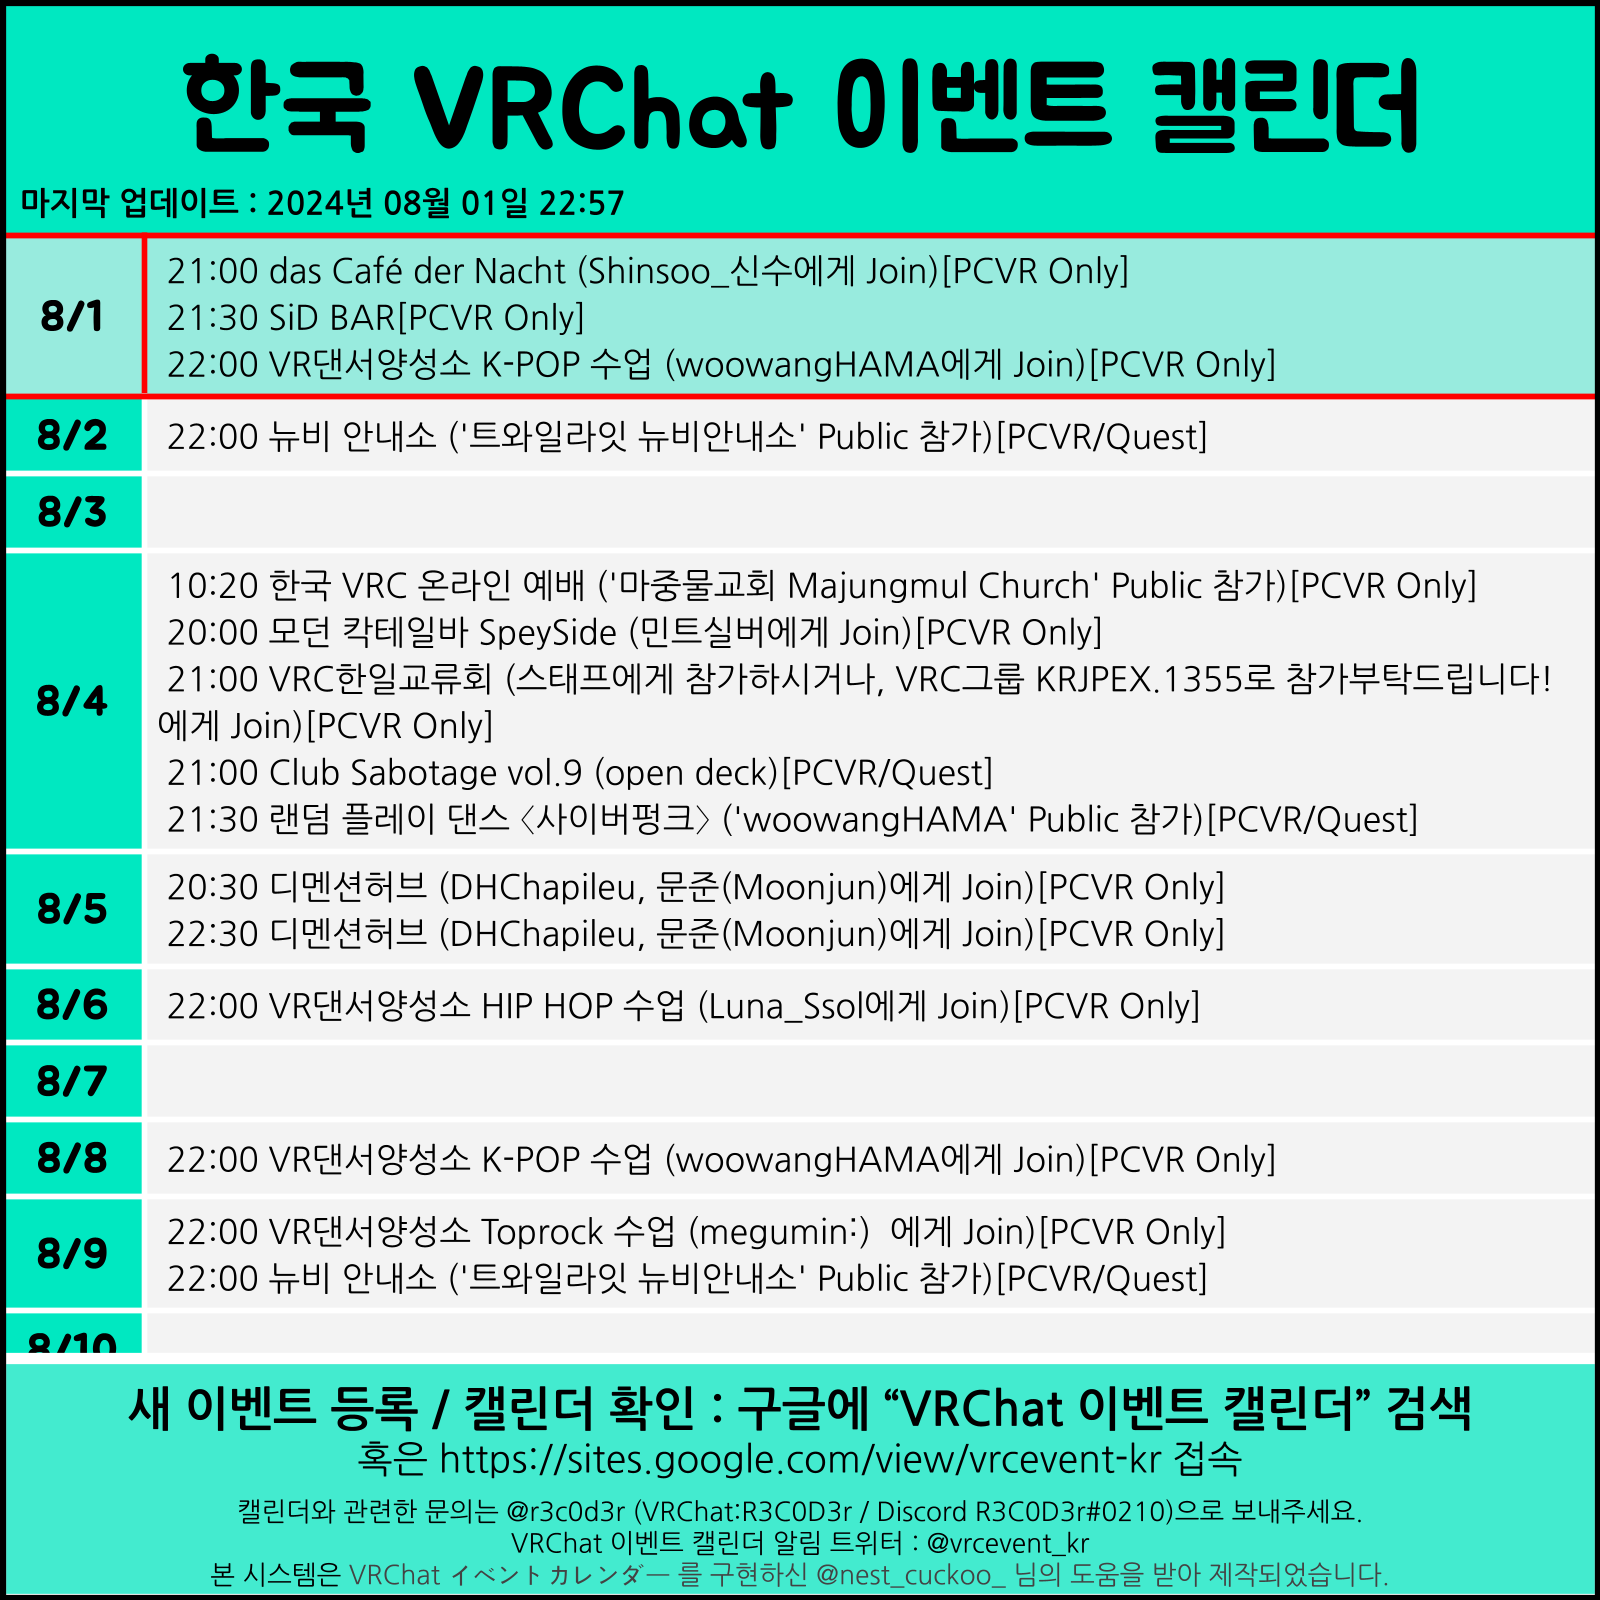 한국 VRChat 이벤트 캘린더
마지막 업데이트 : 2024년 08월 01일 22:57
8/1
21:00 das Café der Nacht (Shinsoo_신수에게 Join)[PCVR Only]
21:30 SiD BAR[PCVR Only]
22:00 VR댄서양성소 K-POP 수업 (woowangHAMA에게 Join)[PCVR Only]
8/2
22:00 뉴비 안내소 ('트와일라잇 뉴비안내소' Public 참가)[PCVR/Quest]
8/3
8/4
10:20 한국 VRC 온라인 예배 ('마중물교회 Majungmul Church' Public 참가)[PCVR Only]
20:00 모던 칵테일바 SpeySide (민트실버에게 Join)[PCVR Only]
21:00 VRC한일교류회 (스태프에게 참가하시거나, VRC그룹 KRJPEX.1355로 참가부탁드립니다!
에게 Join)[PCVR Only]
21:00 Club Sabotage vol.9 (open deck)[PCVR/Quest]
21:30 랜덤 플레이 댄스 〈사이버펑크〉 ('woowangHAMA' Public 참가)[PCVR/Quest]
8/5
20:30 디멘션허브 (DHChapileu, 문준(Moonjun)에게 Join)[PCVR Only]
22:30 디멘션허브 (DHChapileu, 문준(Moonjun)에게 Join)[PCVR Only]
8/6
22:00 VR댄서양성소 HIP HOP 수업 (Luna_Ssol에게 Join)[PCVR Only]
8/7
8/8
22:00 VR댄서양성소 K-POP 수업 (woowangHAMA에게 Join)[PCVR Only]
8/9
22:00 VR댄서양성소 Toprock 수업 (megumin:)  에게 Join)[PCVR Only]
22:00 뉴비 안내소 ('트와일라잇 뉴비안내소' Public 참가)[PCVR/Quest]
8/10
새 이벤트 등록 / 캘린더 확인 : 구글에 “VRChat 이벤트 캘린더” 검색
혹은 https://sites.google.com/view/vrcevent-kr 접속
캘린더와 관련한 문의는 @r3c0d3r (VRChat:R3C0D3r / Discord R3C0D3r#0210)으로 보내주세요.
VRChat 이벤트 캘린더 알림 트위터 : @vrcevent_kr
본 시스템은 VRChat イベントカレンダー 를 구현하신 @nest_cuckoo_ 님의 도움을 받아 제작되었습니다.